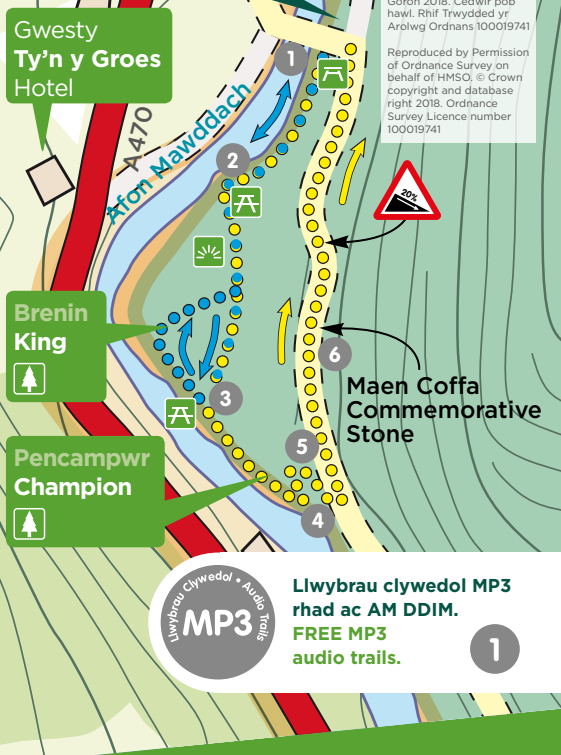 Goron 2018. Cedwir pob
hawl. Rhif Trwydded yr
Arolwg Ordnans 100019741
Reproduced by Permission
of Ordnance Survey on
behalf of HMSO. © Crown
copyright and database
right 2018. Ordnance
Survey Licence number
100019741
Gwesty
Ty’n y Groes
Hotel
A470
Afon Mawddach
1
2
20%
Brenin
King
6
Maen Coffa
Commemorative
Stone
3
5
Pencampwr
Champion
4
Llwybrau Clywedol • Audio Trails
MP3
Llwybrau clywedol MP3
rhad ac AM DDIM.
FREE MP3
audio trails.
1